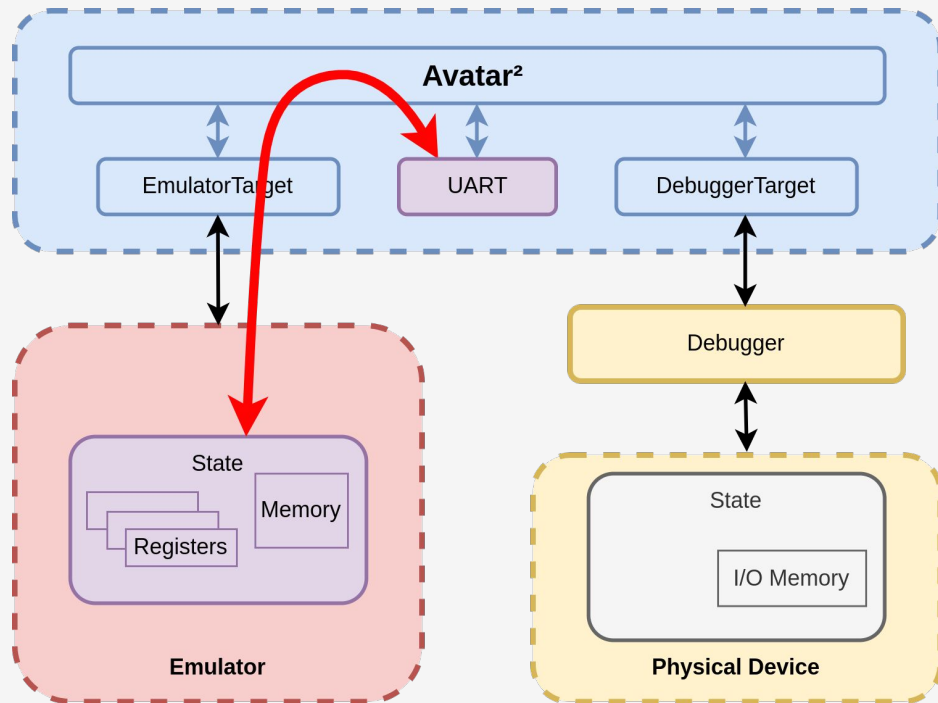 Avatar²
EmulatorTarget
UART
DebuggerTarget
Debugger
State
Memory
Registers
State
I/O Memory
Emulator
Physical Device